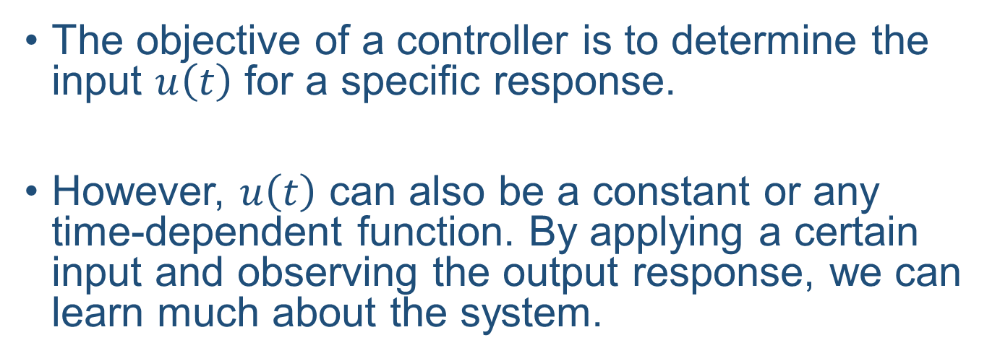 • The objective of a controller is to determine the
input u(t) for a specific response.
• However, u(t) can also be a constant or any
time-dependent function. By applying a certain
input and observing the output response, we can
learn much about the system.